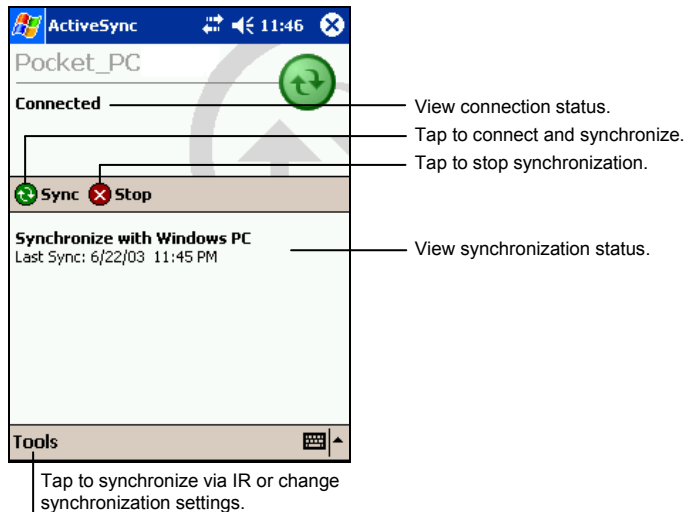 ActiveSync 11:46
Pocket_PC
Connected
View connection status.
Tap to connect and synchronize.
Tap to stop synchronization.
Sync Stop
Synchronize with Windows PC
Last Sync: 6/22/03 11:45 PM
View synchronization status.
Tools
Tap to synchronize via IR or change
synchronization settings.